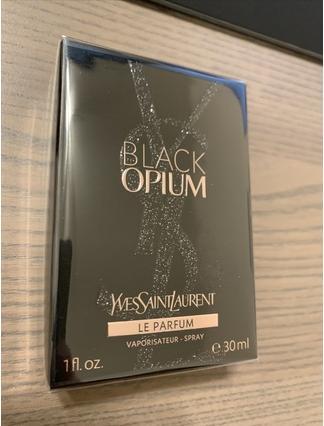 BLACK
OPIUM
YVESSAINTLAURENT
LE PARFUM
VAPORISATEUR - SPRAY
1 fl. oz. ℮ 30 ml